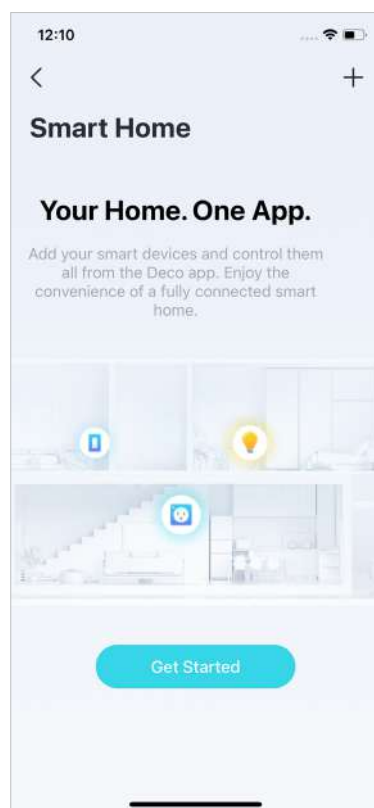 12:10
Smart Home
Your Home. One App.
Add your smart devices and control them
all from the Deco app. Enjoy the
convenience of a fully connected smart
home.
Get Started